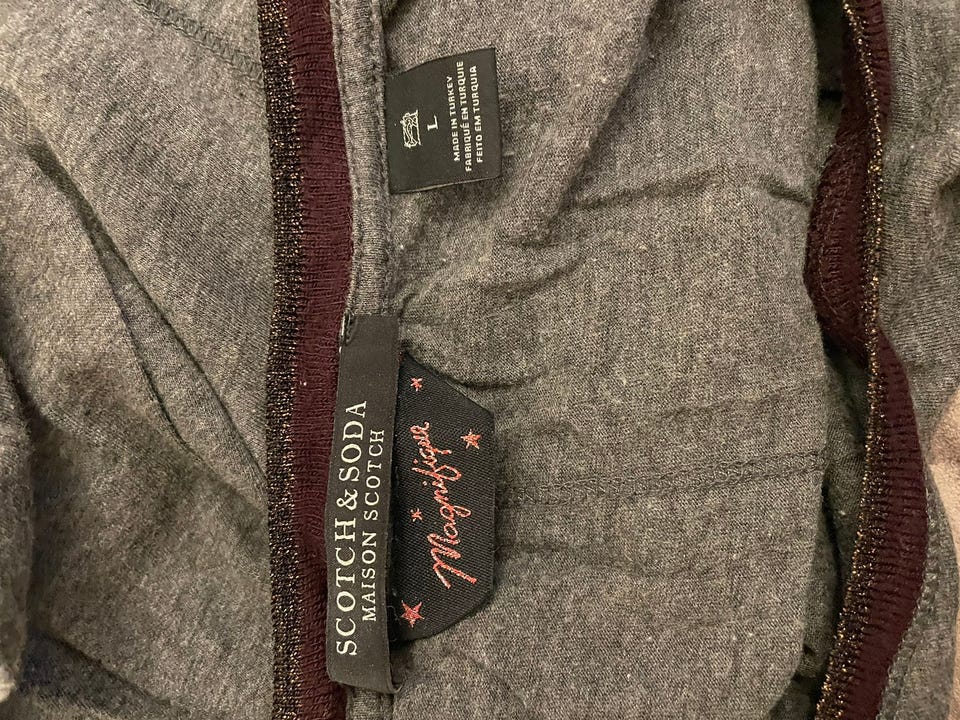 L
MADE IN TURKEY
FABRIQUÉ EN TURQUIE
FEITO EM TURQUIA
SCOTCH & SODA
MAISON SCOTCH
Magnifique